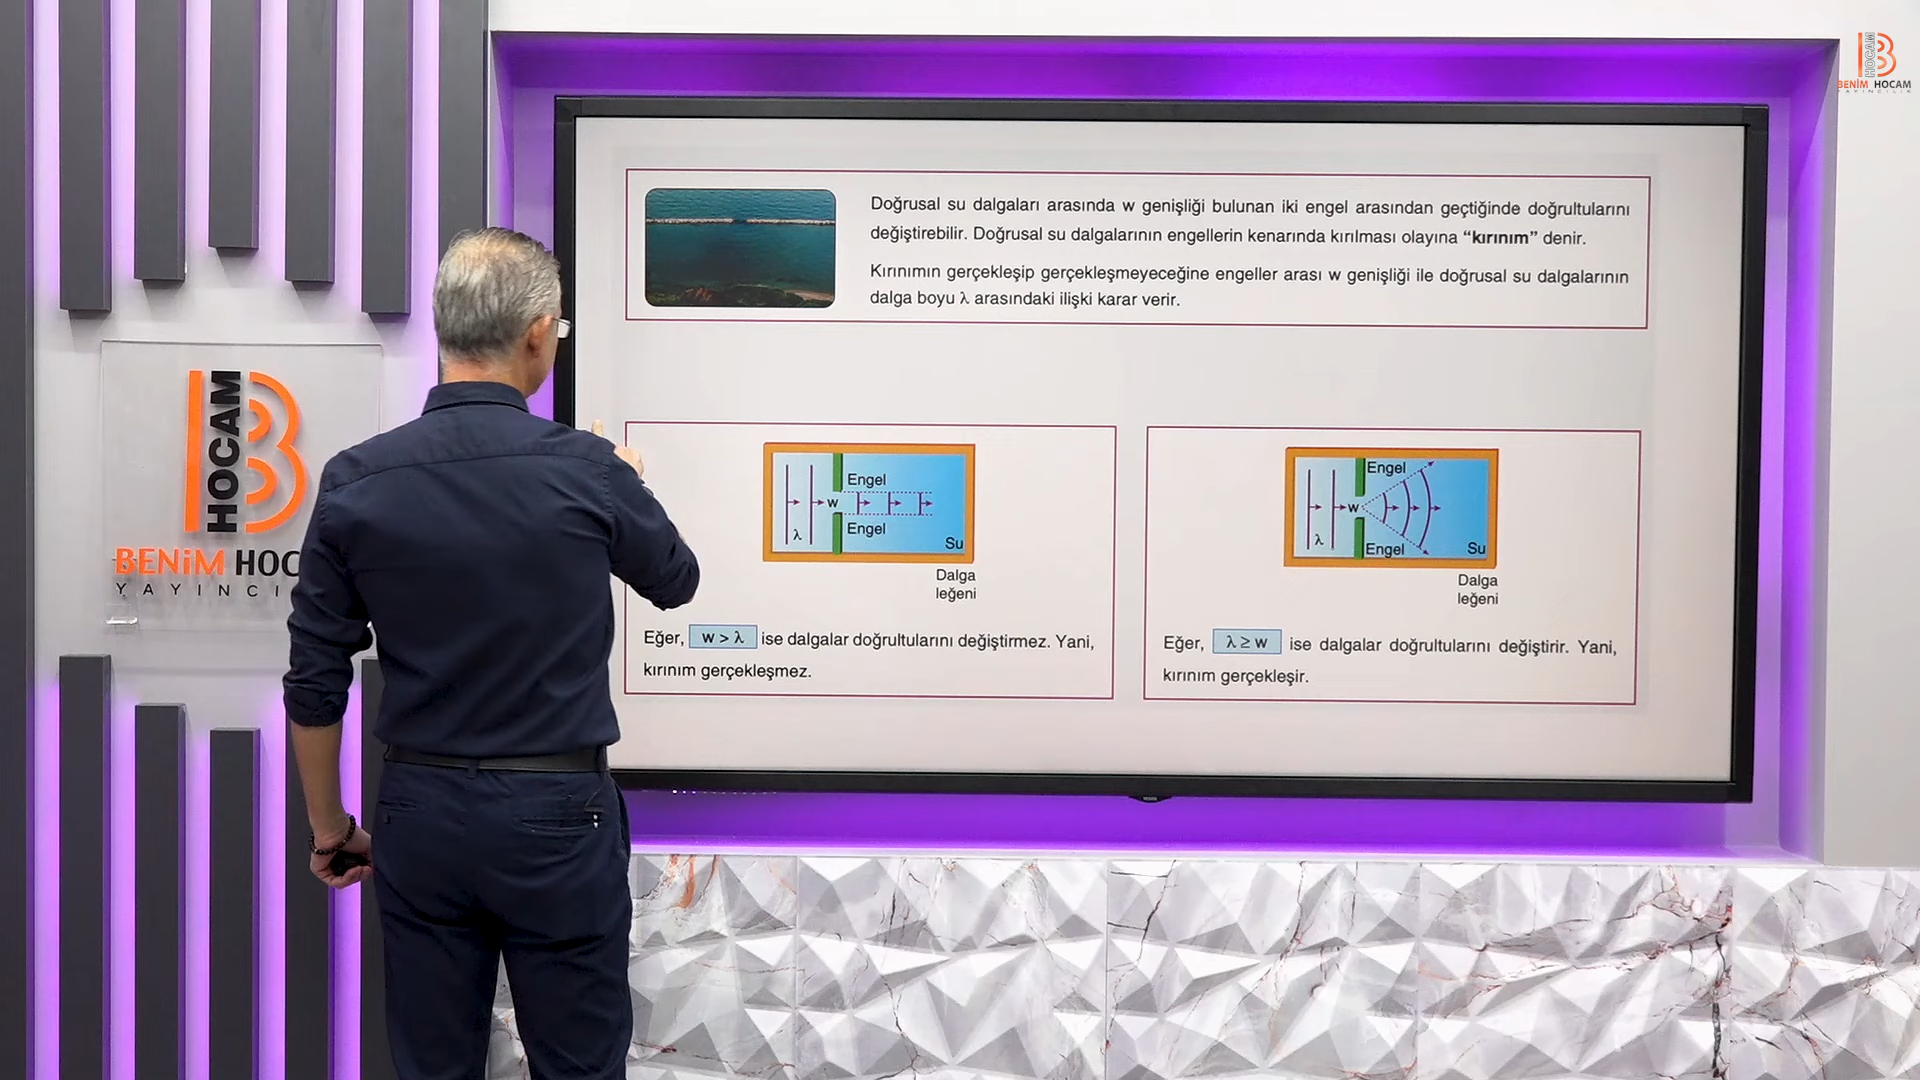 HOCAM
BENİM HOCAM
YAYINCILIK
Doğrusal su dalgaları arasında w genişliği bulunan iki engel arasından geçtiğinde doğrultularını
değiştirebilir. Doğrusal su dalgalarının engellerin kenarında kırılması olayına “kırınım” denir.
Kırınımın gerçekleşip gerçekleşmeyeceğine engeller arası w genişliği ile doğrusal su dalgalarının
dalga boyu λ arasındaki ilişki karar verir.
HOCAM
BENİM
YAYINCI
Engel
w
Engel
λ
Su
Dalga
leğeni
Eğer, w > λ ise dalgalar doğrultularını değiştirmez. Yani,
kırınım gerçekleşmez.
Engel
w
λ
Engel
Su
Dalga
leğeni
Eğer, λ ≥ w ise dalgalar doğrultularını değiştirir. Yani,
kırınım gerçekleşir.